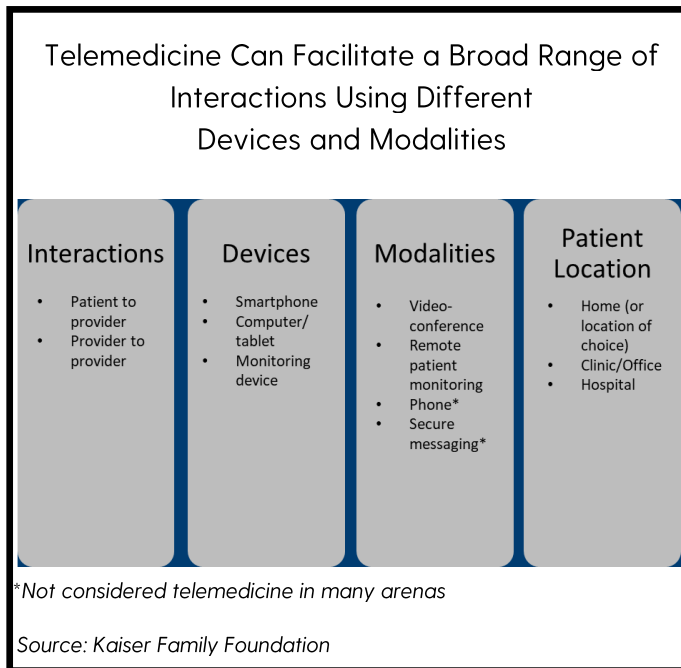 Telemedicine Can Facilitate a Broad Range of
Interactions Using Different
Devices and Modalities
Interactions
• Patient to
provider
• Provider to
provider
Devices
• Smartphone
• Computer/
tablet
• Monitoring
device
Modalities
• Video-
conference
• Remote
patient
monitoring
• Phone*
• Secure
messaging*
Patient
Location
• Home (or
location of
choice)
• Clinic/Office
• Hospital
*Not considered telemedicine in many arenas
Source: Kaiser Family Foundation